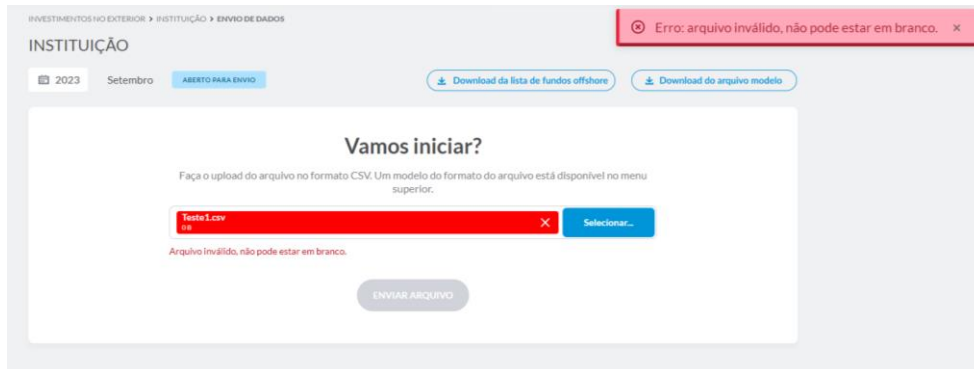 INVESTIMENTOS NO EXTERIOR > INSTITUIÇÃO > ENVIO DE DADOS
Erro: arquivo inválido, não pode estar em branco. ×
INSTITUIÇÃO
2023 Setembro ABERTO PARA ENVIO Download da lista de fundos offshore Download do arquivo modelo
Vamos iniciar?
Faça o upload do arquivo no formato CSV. Um modelo do formato do arquivo está disponível no menu
superior.
Teste1.csv
0 B
Selecionar...
Arquivo inválido, não pode estar em branco.
ENVIAR ARQUIVO